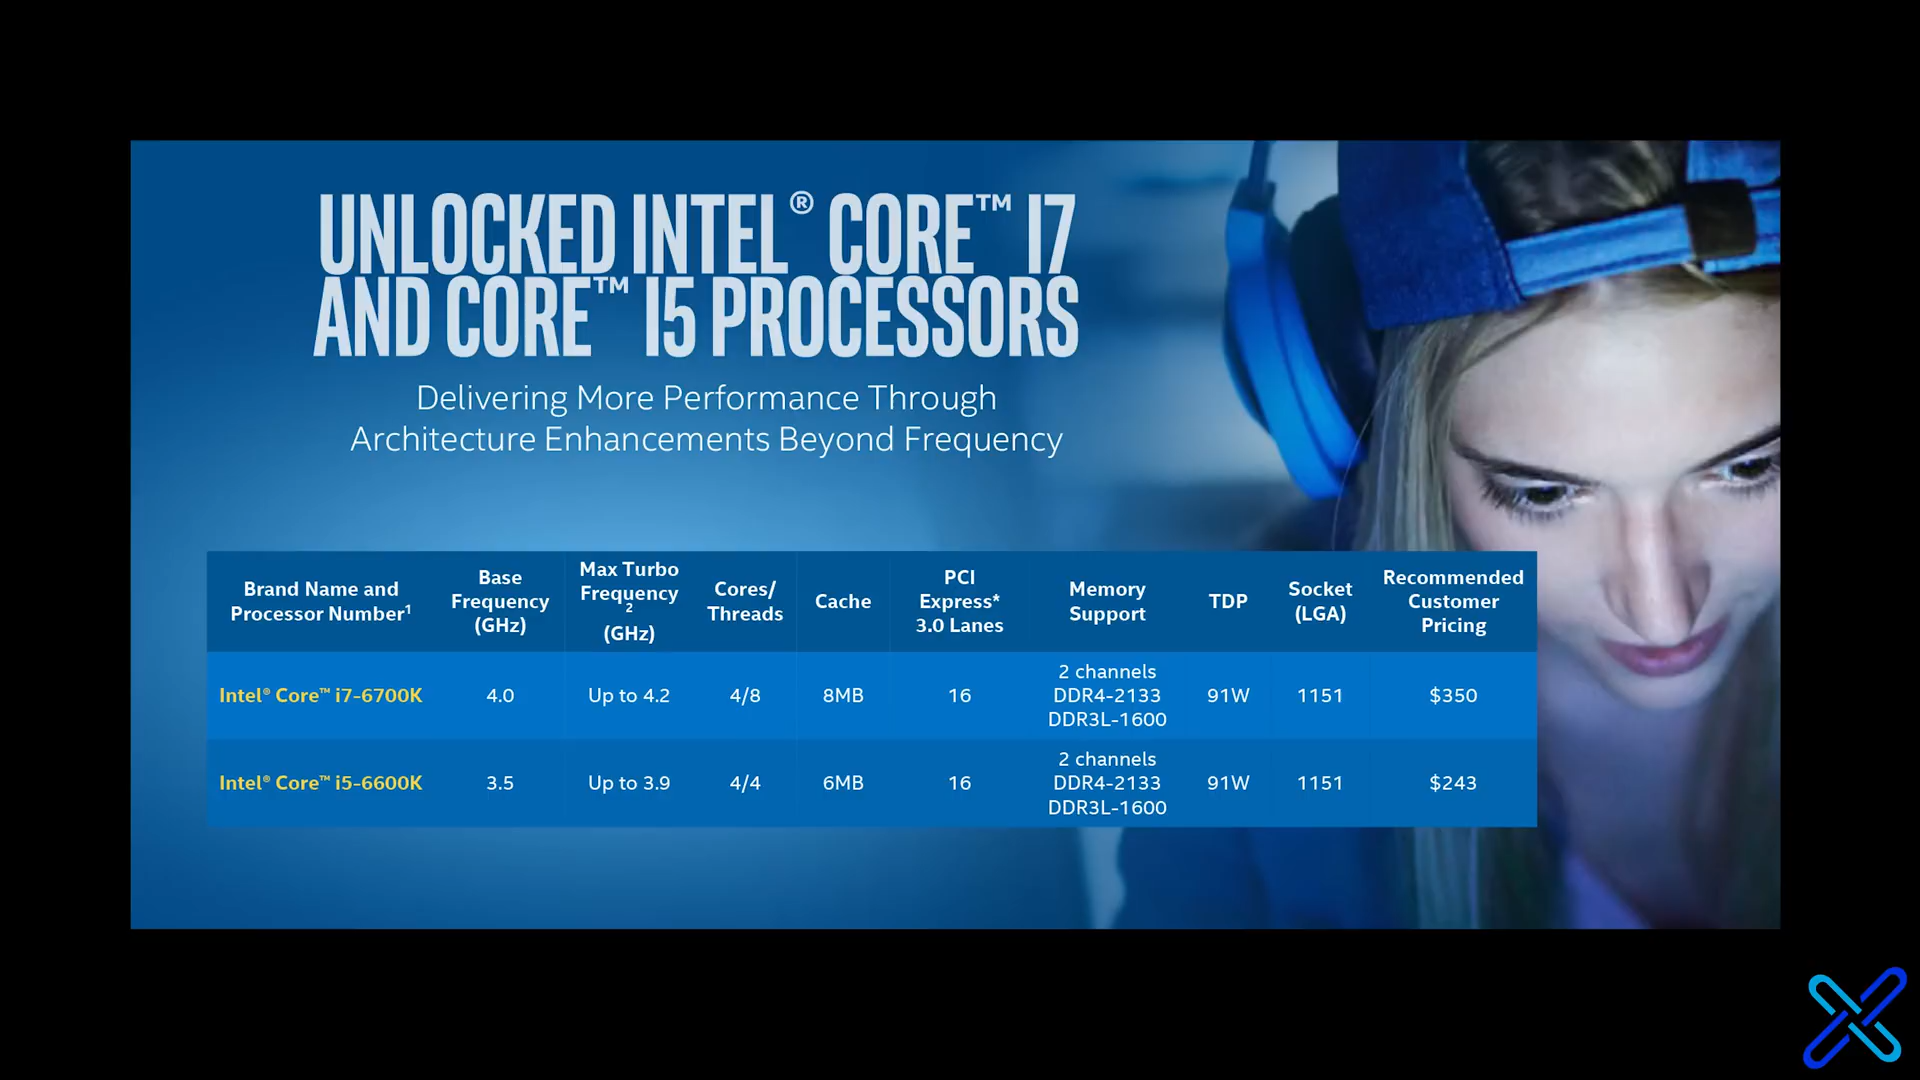 UNLOCKED INTEL® CORE™ I7
AND CORE™ I5 PROCESSORS
Delivering More Performance Through
Architecture Enhancements Beyond Frequency
Brand Name and
Processor Number¹
Base
Frequency
(GHz)
Max Turbo
Frequency
2
(GHz)
Cores/
Threads
Cache
PCI
Express*
3.0 Lanes
Memory
Support
TDP
Socket
(LGA)
Recommended
Customer
Pricing
Intel® Core™ i7-6700K
4.0
Up to 4.2
4/8
8MB
16
2 channels
DDR4-2133
DDR3L-1600
91W
1151
$350
Intel® Core™ i5-6600K
3.5
Up to 3.9
4/4
6MB
16
2 channels
DDR4-2133
DDR3L-1600
91W
1151
$243